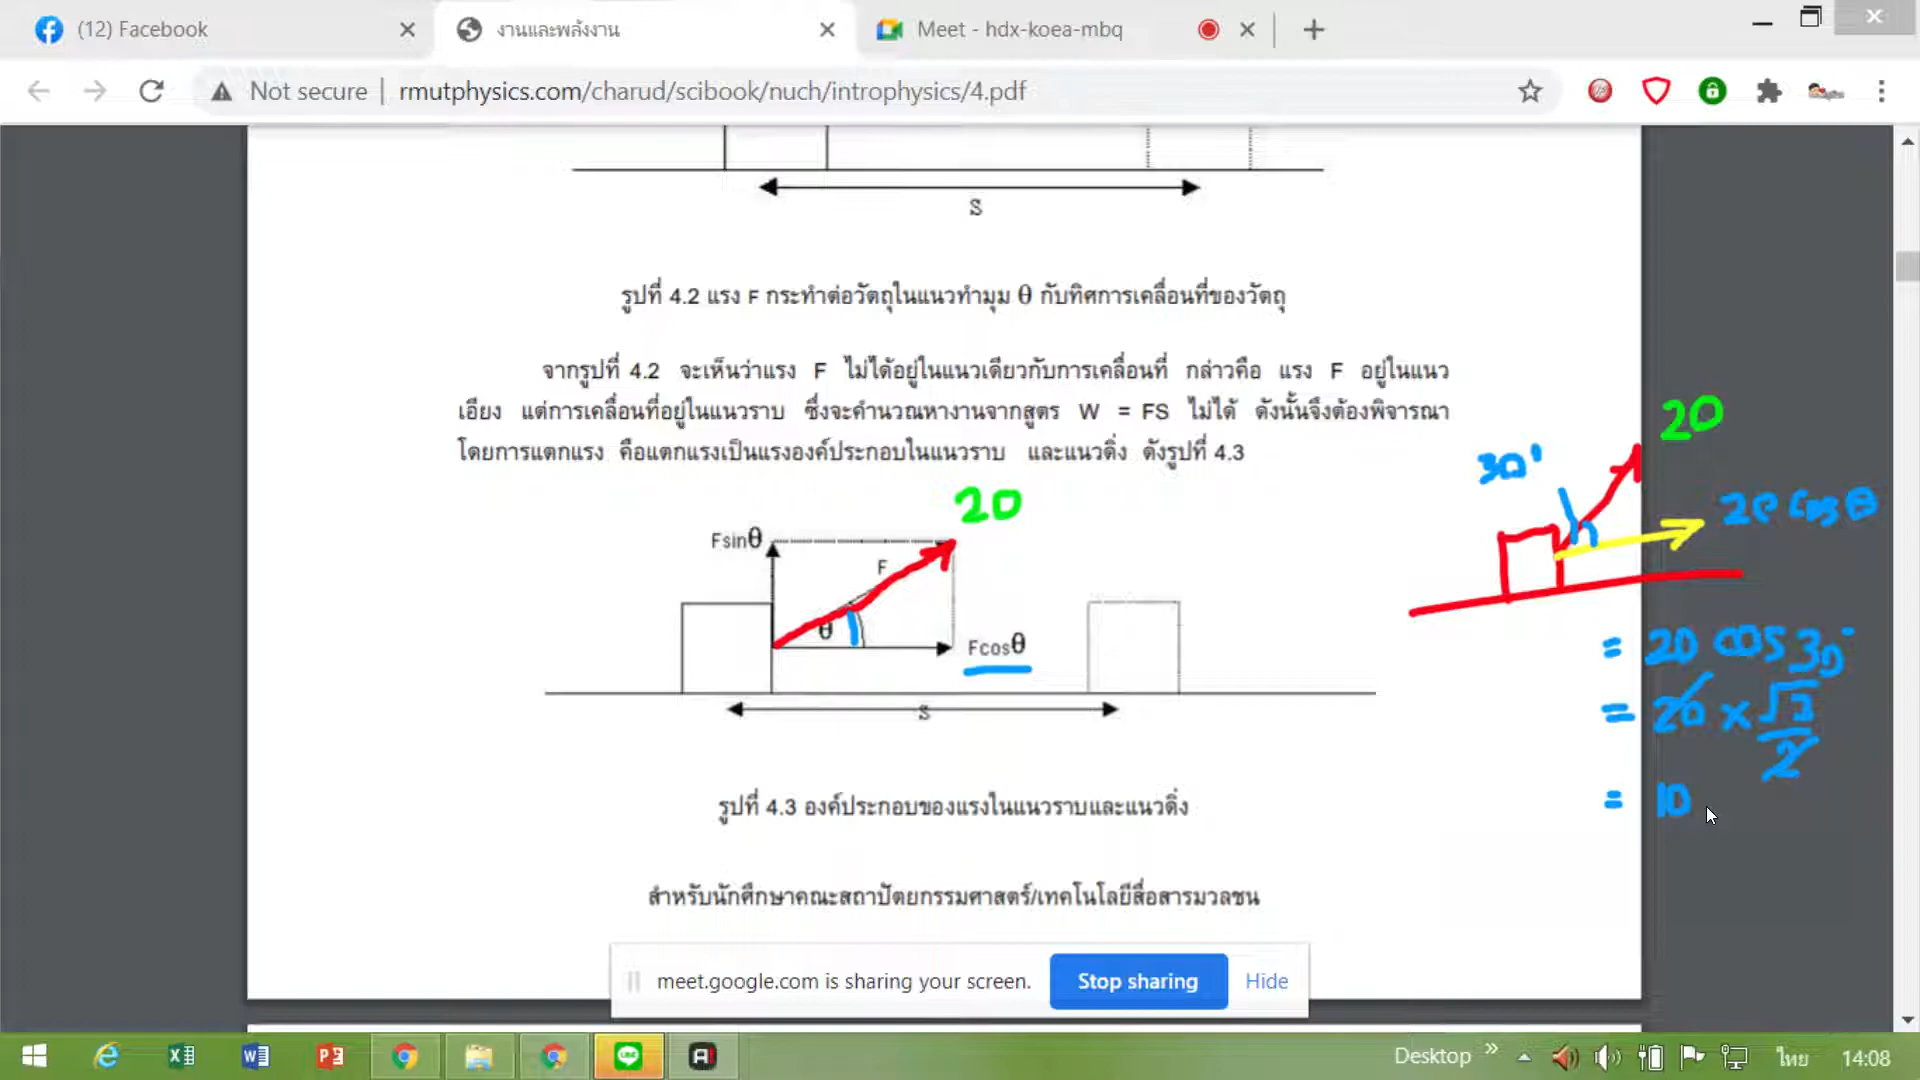 (12) Facebook
งานและพลังงาน
Meet - hdx-koea-mbq
Not secure | rmutphysics.com/charud/scibook/nuch/introphysics/4.pdf
S
รูปที่ 4.2 แรง F กระทำต่อวัตถุในแนวทำมุม θ กับทิศการเคลื่อนที่ของวัตถุ
จากรูปที่ 4.2 จะเห็นว่าแรง F ไม่ได้อยู่ในแนวเดียวกับการเคลื่อนที่ กล่าวคือ แรง F อยู่ในแนว
เอียง แต่การเคลื่อนที่อยู่ในแนวราบ ซึ่งจะคำนวณหางานจากสูตร W = FS ไม่ได้ ดังนั้นจึงต้องพิจารณา
โดยการแตกแรง คือแตกแรงเป็นแรงองค์ประกอบในแนวราบ และแนวดิ่ง ดังรูปที่ 4.3
20
30°
20 cos θ
20
Fsinθ
F
θ
Fcosθ
S
= 20 cos 30°
= 20 × √3/2
= 10
รูปที่ 4.3 องค์ประกอบของแรงในแนวราบและแนวดิ่ง
สำหรับนักศึกษาคณะสถาปัตยกรรมศาสตร์/เทคโนโลยีสื่อสารมวลชน
meet.google.com is sharing your screen.
Stop sharing
Hide
Desktop
ไทย
14:08